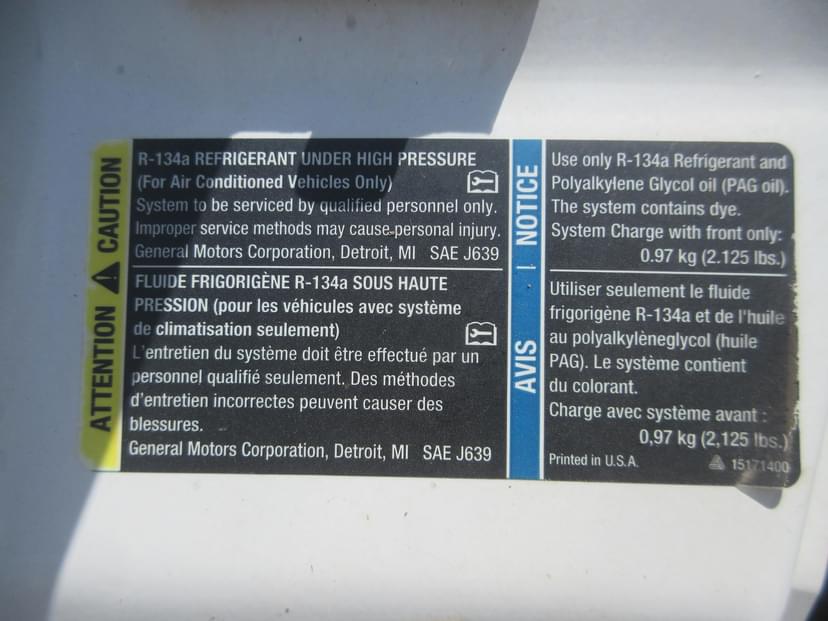 CAUTION
ATTENTION
R-134a REFRIGERANT UNDER HIGH PRESSURE
(For Air Conditioned Vehicles Only)
System to be serviced by qualified personnel only.
Improper service methods may cause personal injury.
General Motors Corporation, Detroit, MI SAE J639
FLUIDE FRIGORIGÈNE R-134a SOUS HAUTE
PRESSION (pour les véhicules avec système
de climatisation seulement)
L'entretien du système doit être effectué par un
personnel qualifié seulement. Des méthodes
d'entretien incorrectes peuvent causer des
blessures.
General Motors Corporation, Detroit, MI SAE J639
NOTICE
AVIS
Use only R-134a Refrigerant and
Polyalkylene Glycol oil (PAG oil).
The system contains dye.
System Charge with front only:
0.97 kg (2.125 lbs.)
Utiliser seulement le fluide
frigorigène R-134a et de l'huile
au polyalkylèneglycol (huile
PAG). Le système contient
du colorant.
Charge avec système avant :
0,97 kg (2,125 lbs.)
Printed in U.S.A. 15171400